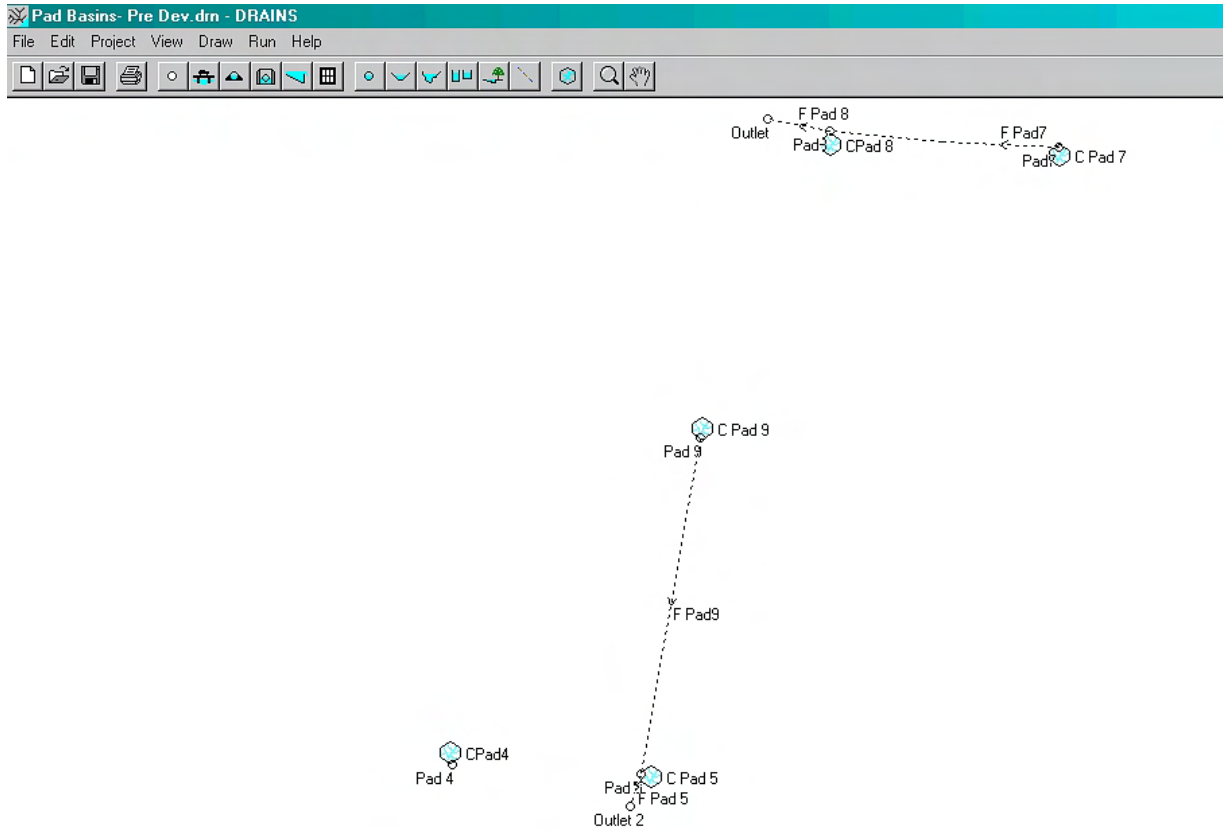 Pad Basins- Pre Dev.drn - DRAINS
File Edit Project View Draw Run Help
F Pad 8
Outlet
F Pad7
CPad 8
C Pad 7
C Pad 9
Pad 9
F Pad9
CPad4
Pad 4
C Pad 5
F Pad 5
Outlet 2